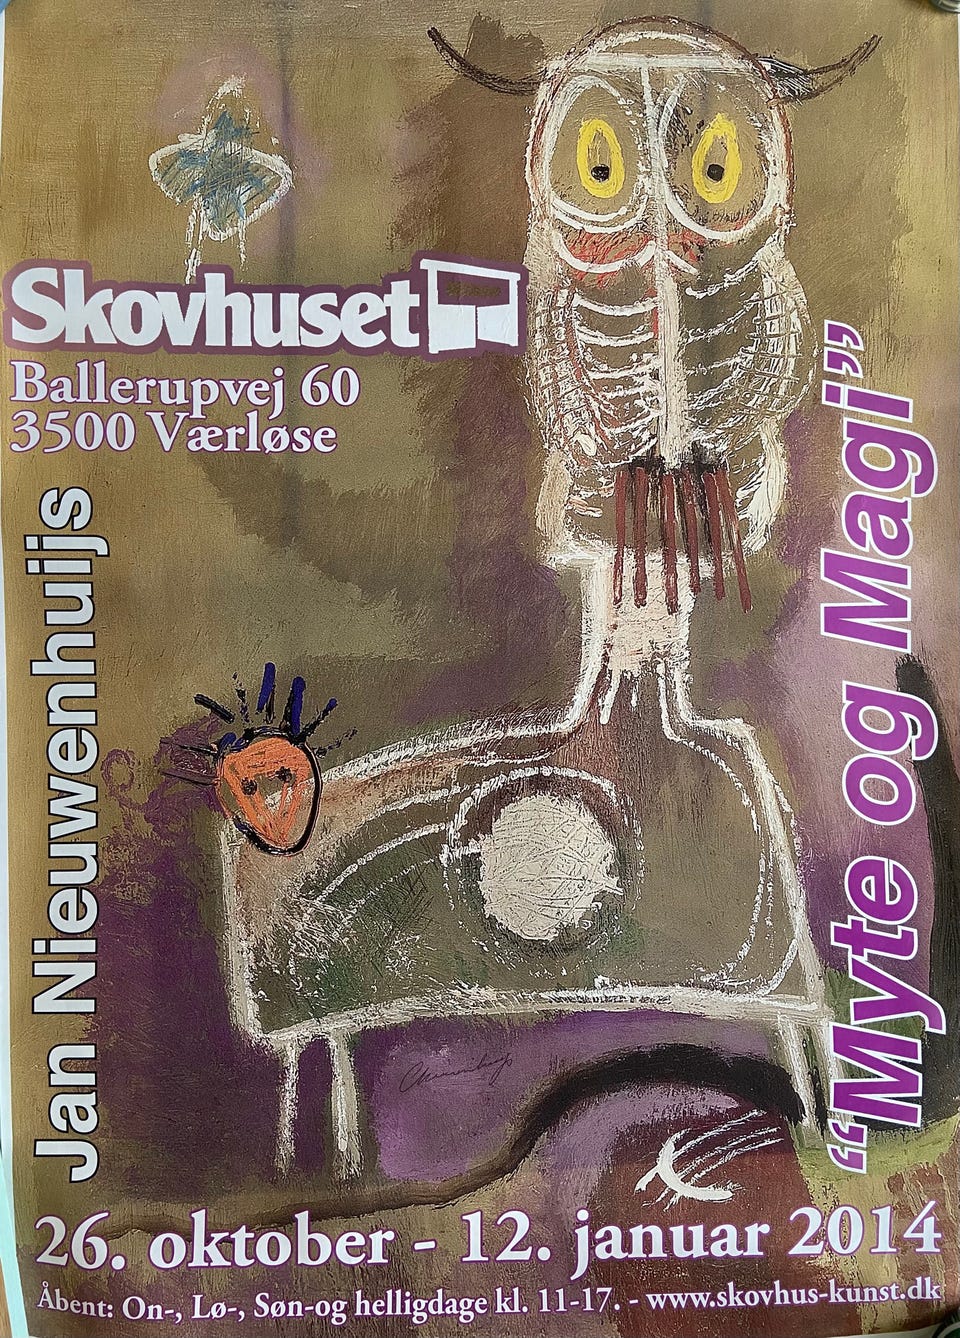 Skovhuset
Ballerupvej 60
3500 Værløse
Jan Nieuwenhuijs
“Myte og Magi”
26. oktober - 12. januar 2014
Åbent: On-, Lø-, Søn-og helligdage kl. 11-17. - www.skovhus-kunst.dk